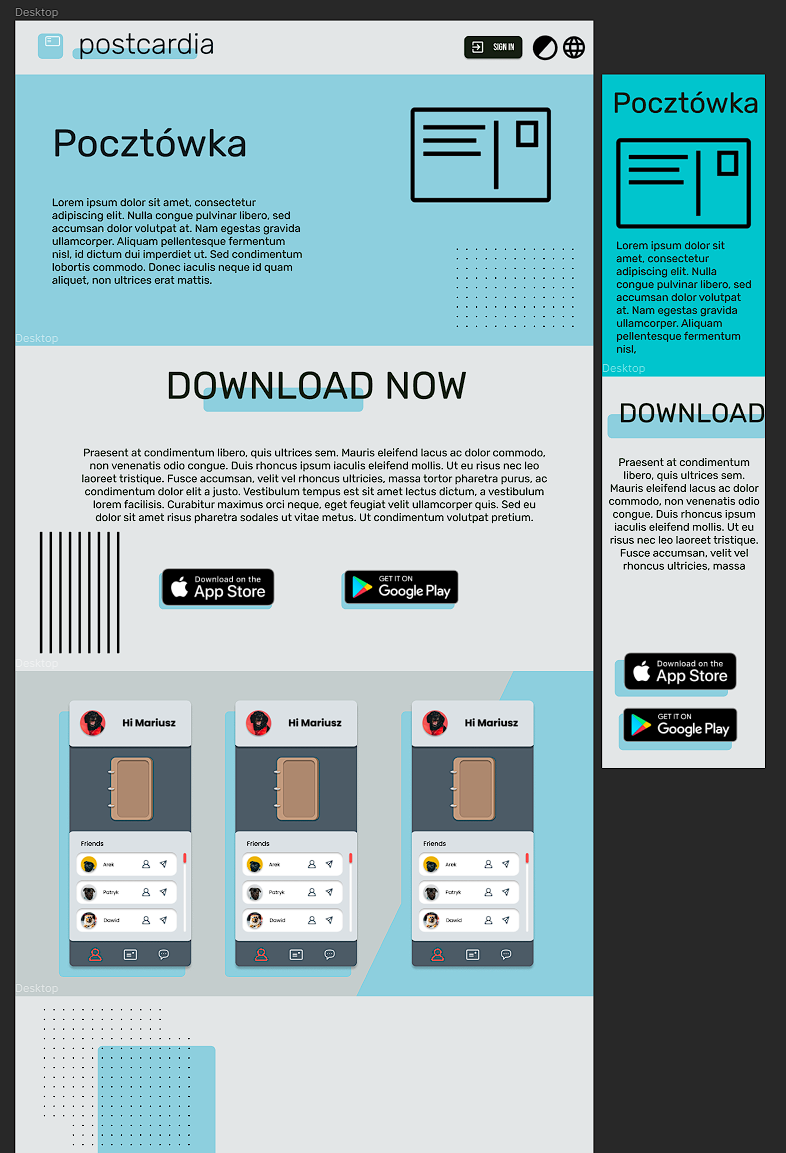 Desktop
postcardia
SIGN IN
Pocztówka
Lorem ipsum dolor sit amet, consectetur
adipiscing elit. Nulla congue pulvinar libero, sed
accumsan dolor volutpat at. Nam egestas gravida
ullamcorper. Aliquam pellentesque fermentum
nisl, id dictum dui imperdiet ut. Sed condimentum
lobortis commodo. Donec iaculis neque id quam
aliquet, non ultrices erat mattis.
Desktop
DOWNLOAD NOW
Praesent at condimentum libero, quis ultrices sem. Mauris eleifend lacus ac dolor commodo,
non venenatis odio congue. Duis rhoncus ipsum iaculis eleifend mollis. Ut eu risus nec leo
laoreet tristique. Fusce accumsan, velit vel rhoncus ultricies, massa tortor pharetra purus, ac
condimentum dolor elit a justo. Vestibulum tempus est sit amet lectus dictum, a vestibulum
lorem facilisis. Curabitur maximus orci neque, eget feugiat velit ullamcorper quis. Sed eu
dolor sit amet risus pharetra sodales ut vitae metus. Ut condimentum volutpat pretium.
Download on the
App Store
GET IT ON
Google Play
Desktop
Hi Mariusz
Friends
Arek
Patryk
Dawid
Hi Mariusz
Friends
Arek
Patryk
Dawid
Hi Mariusz
Friends
Arek
Patryk
Dawid
Desktop
Pocztówka
Lorem ipsum dolor sit
amet, consectetur
adipiscing elit. Nulla
congue pulvinar libero, sed
accumsan dolor volutpat
at. Nam egestas gravida
ullamcorper. Aliquam
pellentesque fermentum
nisl,
Desktop
DOWNLOAD
Praesent at condimentum
libero, quis ultrices sem.
Mauris eleifend lacus ac dolor
commodo, non venenatis odio
congue. Duis rhoncus ipsum
iaculis eleifend mollis. Ut eu
risus nec leo laoreet tristique.
Fusce accumsan, velit vel
rhoncus ultricies, massa
Download on the
App Store
GET IT ON
Google Play